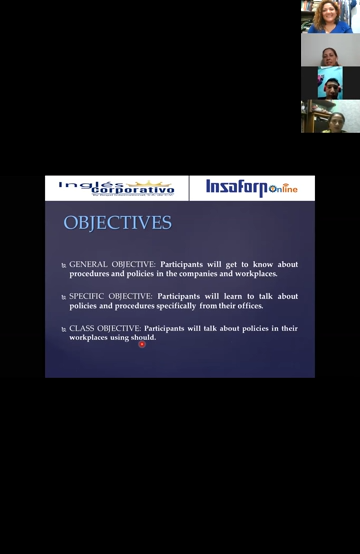 Inglés
Corporativo
Insaforp online
OBJECTIVES
GENERAL OBJECTIVE: Participants will get to know about
procedures and policies in the companies and workplaces.
SPECIFIC OBJECTIVE: Participants will learn to talk about
policies and procedures specifically from their offices.
CLASS OBJECTIVE: Participants will talk about policies in their
workplaces using should.